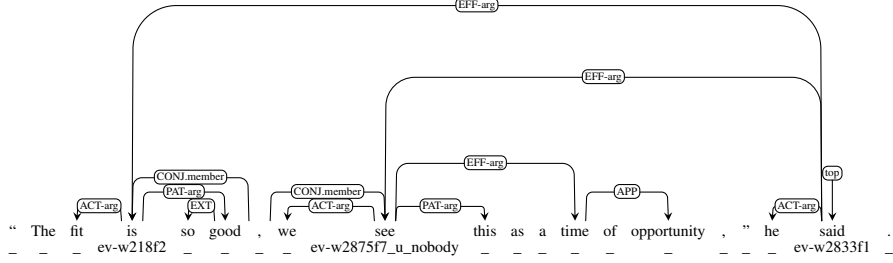 EFF-arg
EFF-arg
EFF-arg
top
CONJ.member CONJ.member
PAT-arg APP
ACT-arg EXT ACT-arg PAT-arg ACT-arg
“ The fit is so good , we see this as a time of opportunity , ” he said .
_ _ _ ev-w218f2 _ _ _ _ ev-w2875f7_u_nobody _ _ _ _ _ _ _ _ _ ev-w2833f1 _